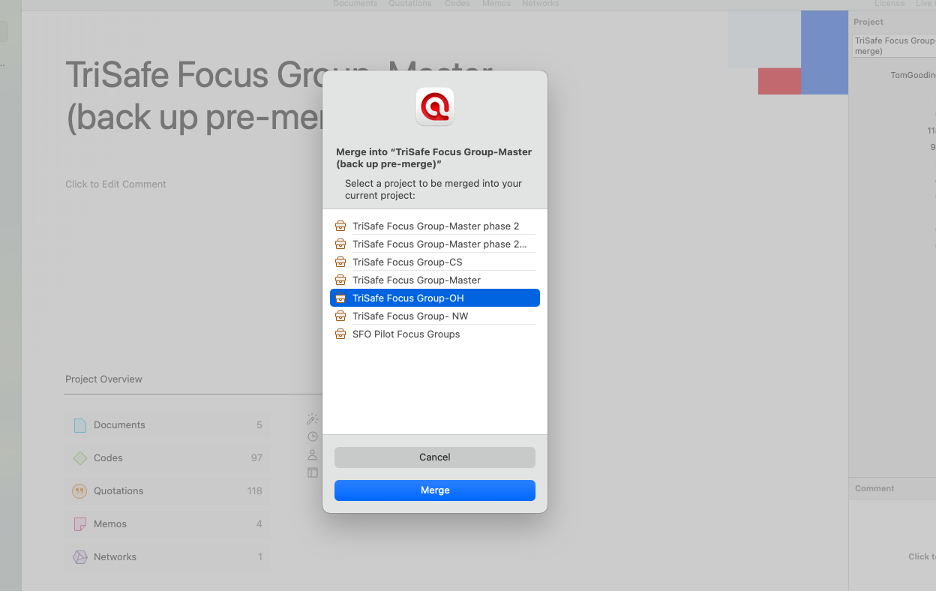 Documents Quotations Codes Memos Networks License Live
Project
TriSafe Focus Group-
merge)
TomGoodin
TriSafe Focus Group-Master
(back up pre-mer
Click to Edit Comment
Merge into “TriSafe Focus Group-Master
(back up pre-merge)”
Select a project to be merged into your
current project:
TriSafe Focus Group-Master phase 2
TriSafe Focus Group-Master phase 2...
TriSafe Focus Group-CS
TriSafe Focus Group-Master
TriSafe Focus Group-OH
TriSafe Focus Group- NW
SFO Pilot Focus Groups
Cancel
Merge
Project Overview
Documents 5
Codes 97
Quotations 118
Memos 4
Networks 1
Comment
Click to